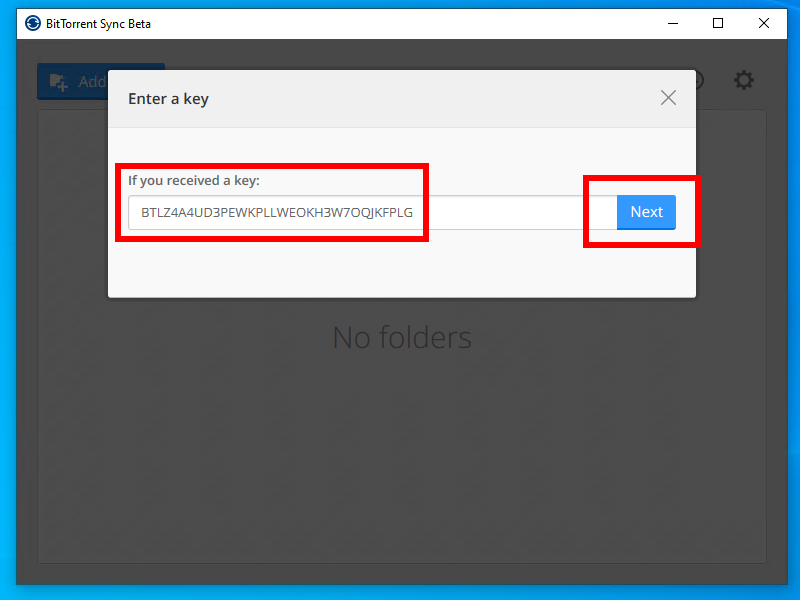 BitTorrent Sync Beta
Add
Enter a key
If you received a key:
BTLZ4A4UD3PEWKPLLWEOKH3W7OQJKFPLG
Next
No folders